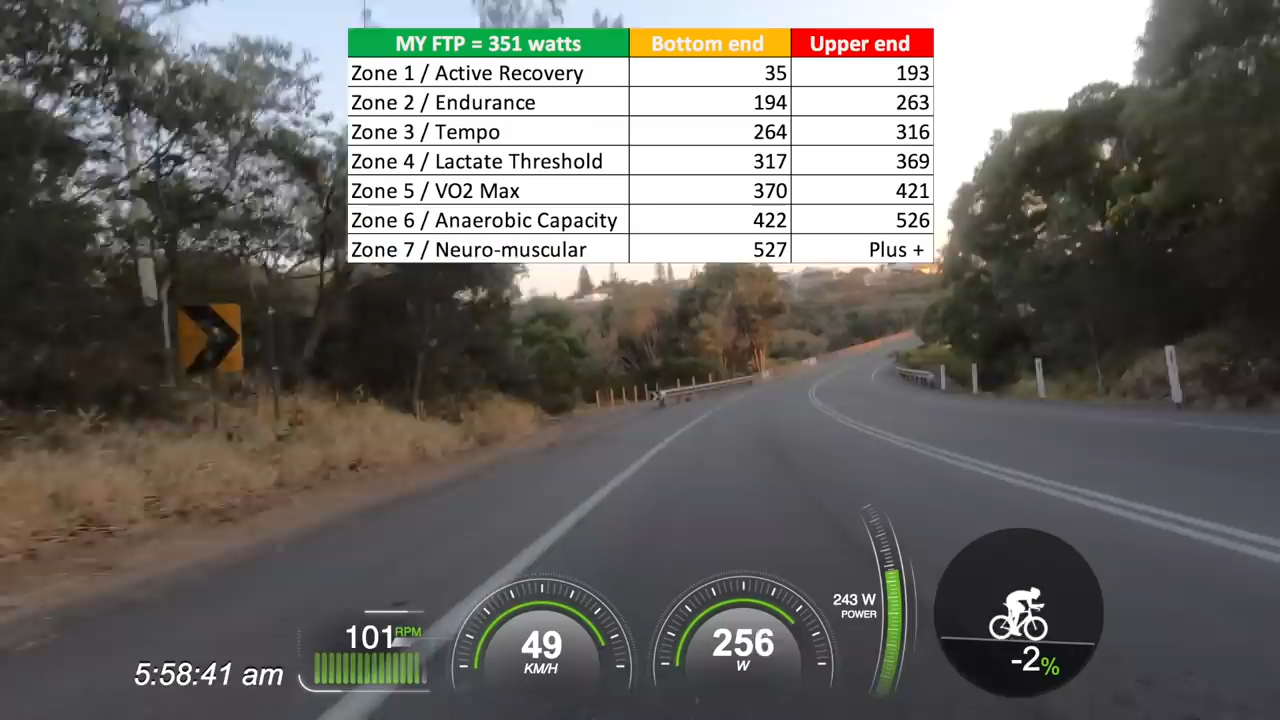 MY FTP = 351 watts Bottom end Upper end
Zone 1 / Active Recovery 35 193
Zone 2 / Endurance 194 263
Zone 3 / Tempo 264 316
Zone 4 / Lactate Threshold 317 369
Zone 5 / VO2 Max 370 421
Zone 6 / Anaerobic Capacity 422 526
Zone 7 / Neuro-muscular 527 Plus +
5:58:41 am
101 RPM
49
KM/H
256
W
243 W
POWER
-2%